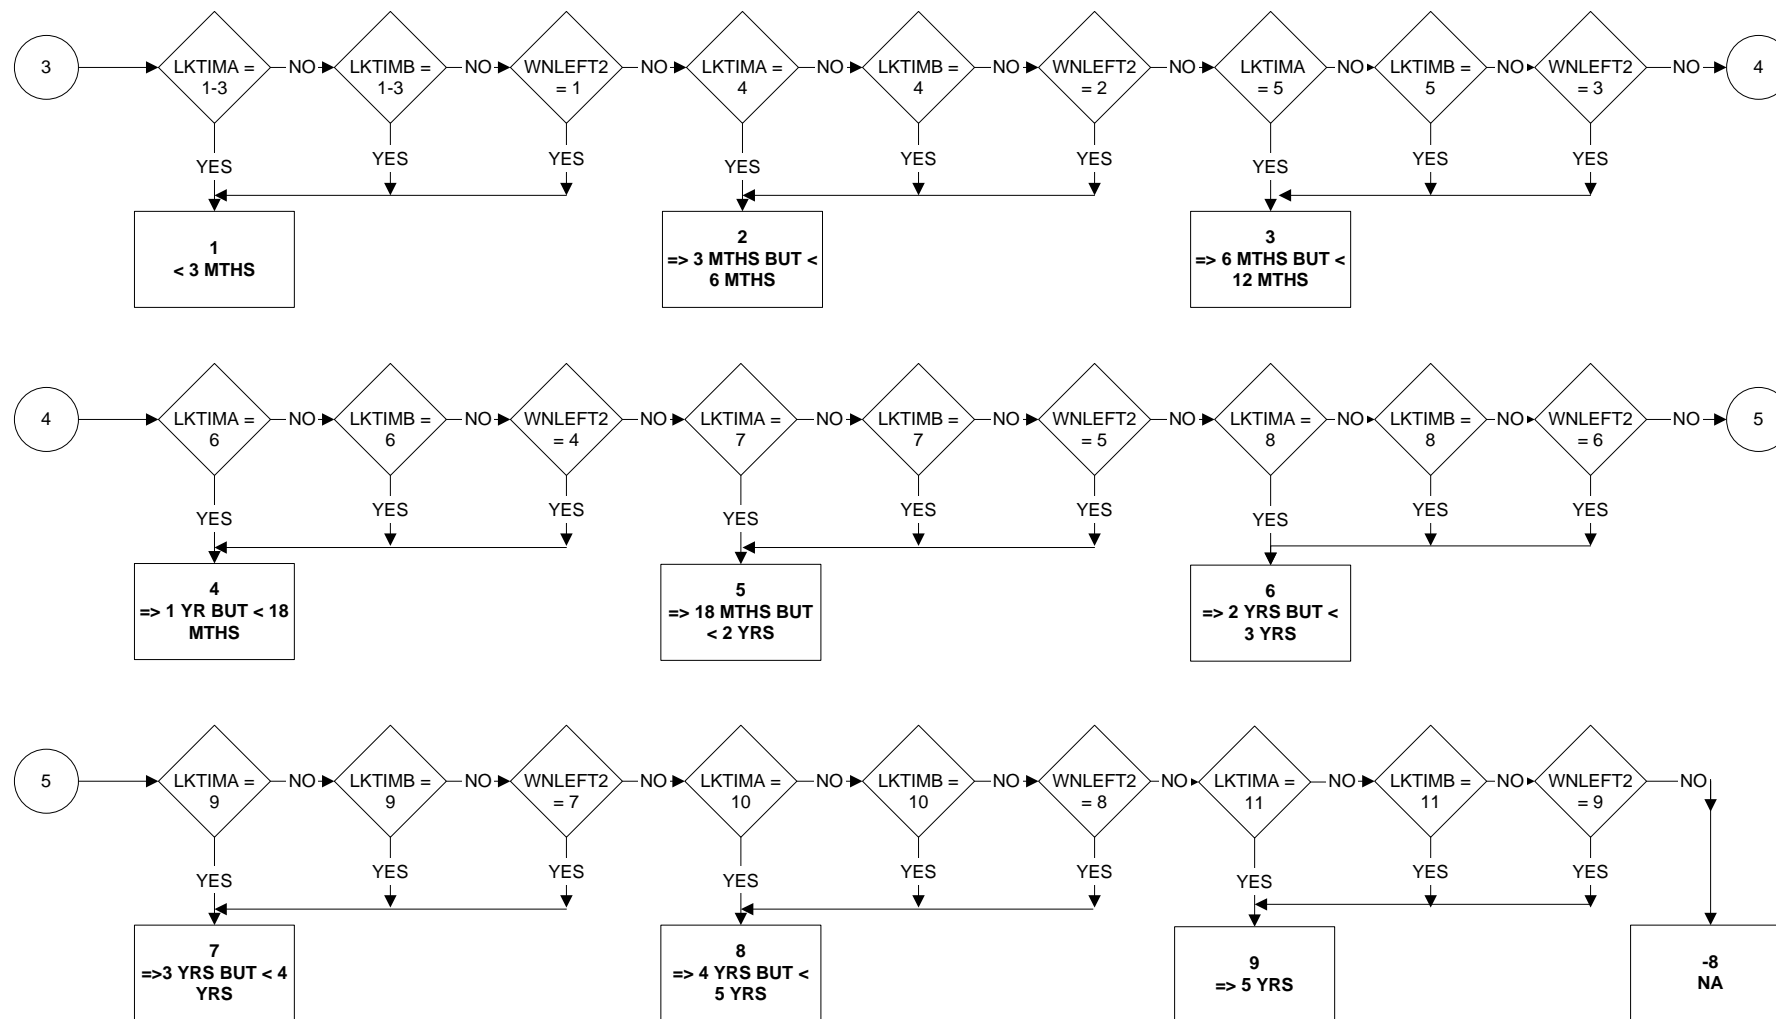 3
LKTIMA =
1-3
NO
LKTIMB =
1-3
NO
WNLEFT2
= 1
NO
LKTIMA =
4
NO
LKTIMB =
4
NO
WNLEFT2
= 2
NO
LKTIMA
= 5
NO
LKTIMB =
5
NO
WNLEFT2
= 3
NO
4
YES
YES
YES
YES
YES
YES
YES
YES
YES
1
< 3 MTHS
2
=> 3 MTHS BUT <
6 MTHS
3
=> 6 MTHS BUT <
12 MTHS
4
LKTIMA =
6
NO
LKTIMB =
6
NO
WNLEFT2
= 4
NO
LKTIMA =
7
NO
LKTIMB =
7
NO
WNLEFT2
= 5
NO
LKTIMA =
8
NO
LKTIMB =
8
NO
WNLEFT2
= 6
NO
5
YES
YES
YES
YES
YES
YES
YES
YES
YES
4
=> 1 YR BUT < 18
MTHS
5
=> 18 MTHS BUT
< 2 YRS
6
=> 2 YRS BUT <
3 YRS
5
LKTIMA =
9
NO
LKTIMB =
9
NO
WNLEFT2
= 7
NO
LKTIMA =
10
NO
LKTIMB =
10
NO
WNLEFT2
= 8
NO
LKTIMA =
11
NO
LKTIMB =
11
NO
WNLEFT2
= 9
NO
YES
YES
YES
YES
YES
YES
YES
YES
YES
7
=>3 YRS BUT < 4
YRS
8
=> 4 YRS BUT <
5 YRS
9
=> 5 YRS
-8
NA